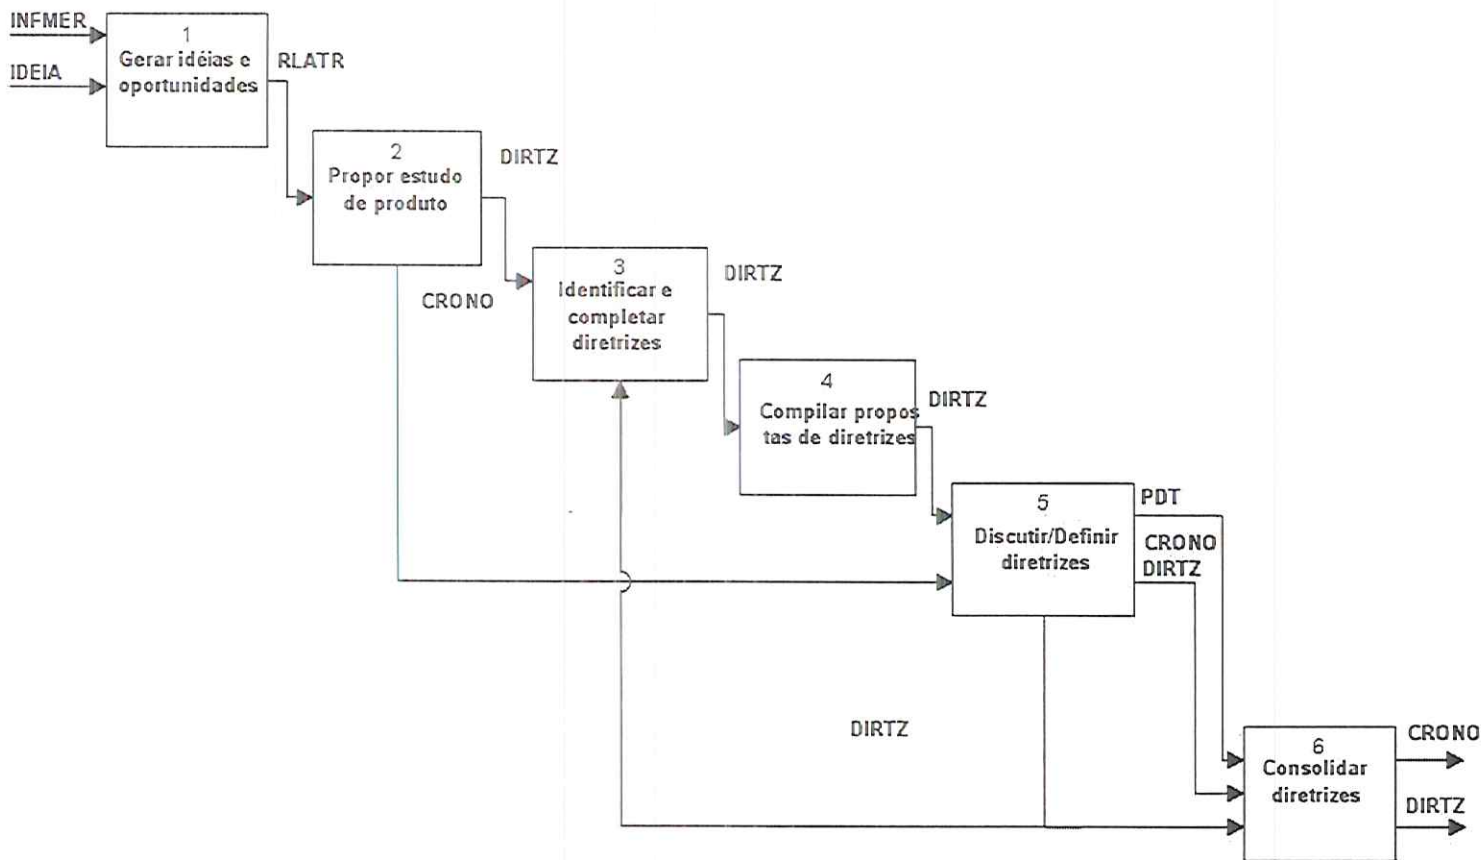 INFMER
IDEIA
1
Gerar idéias e
oportunidades
RLATR
2
Propor estudo
de produto
DIRTZ
CRONO
3
Identificar e
completar
diretrizes
DIRTZ
4
Compilar propos
tas de diretrizes
DIRTZ
5
Discutir/Definir
diretrizes
PDT
CRONO
DIRTZ
DIRTZ
6
Consolidar
diretrizes
CRONO
DIRTZ